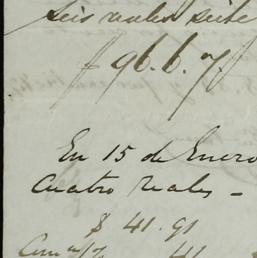 seis reales siete
96.6.7.
En 15 de Enero
Cuatro reales -
$ 41.91